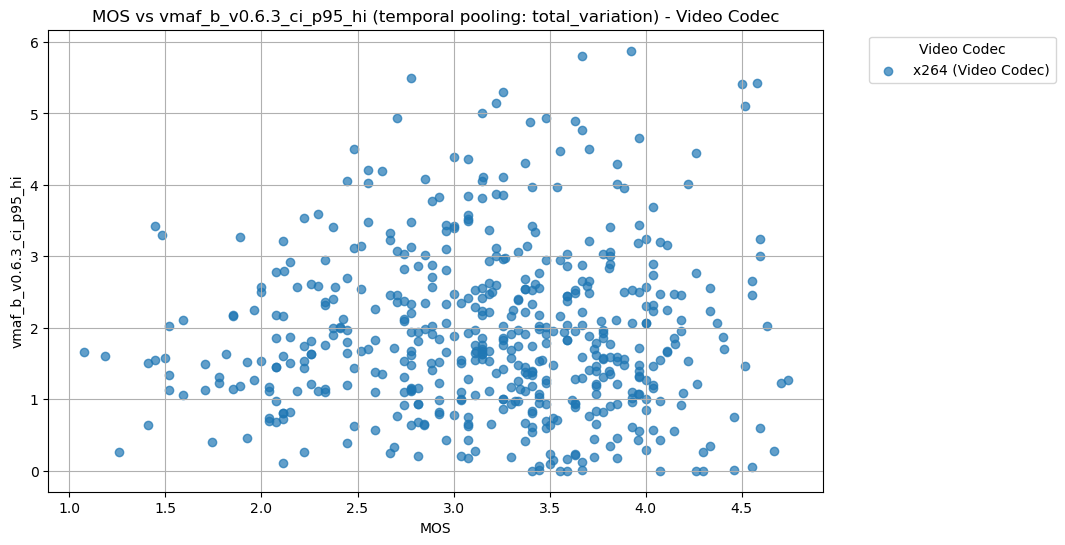 MOS vs vmaf_b_v0.6.3_ci_p95_hi (temporal pooling: total_variation) - Video Codec
Video Codec
x264 (Video Codec)
vmaf_b_v0.6.3_ci_p95_hi
6
5
4
3
2
1
0
1.0 1.5 2.0 2.5 3.0 3.5 4.0 4.5
MOS